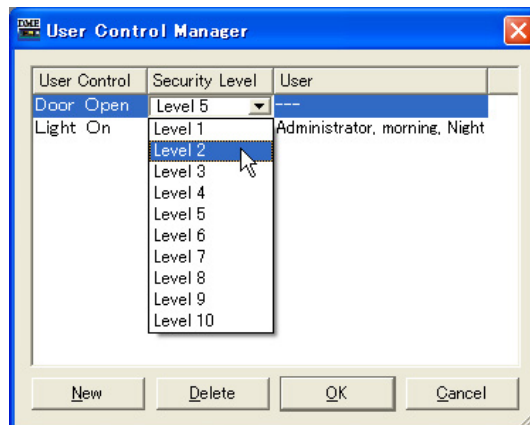 DME User Control Manager
User Control Security Level User
Door Open Level 5 ---
Light On Administrator, morning, Night
Level 1
Level 2
Level 3
Level 4
Level 5
Level 6
Level 7
Level 8
Level 9
Level 10
New Delete OK Cancel